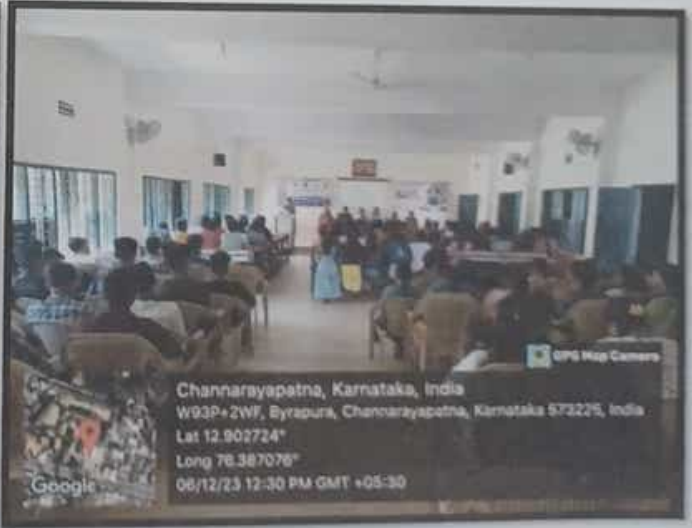 GPS Map Camera
Channarayapatna, Karnataka, India
W93P+2WF, Byrapura, Channarayapatna, Karnataka 573225, India
Lat 12.902724°
Long 76.387076°
06/12/23 12:30 PM GMT +05:30
Google